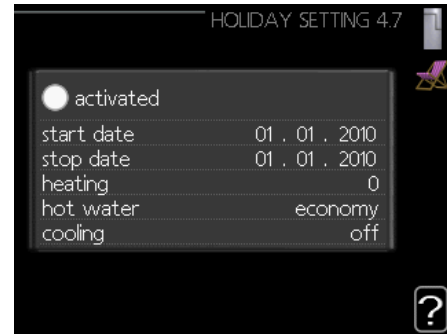 HOLIDAY SETTING 4.7
activated
start date 01 . 01 . 2010
stop date 01 . 01 . 2010
heating 0
hot water economy
cooling off
?